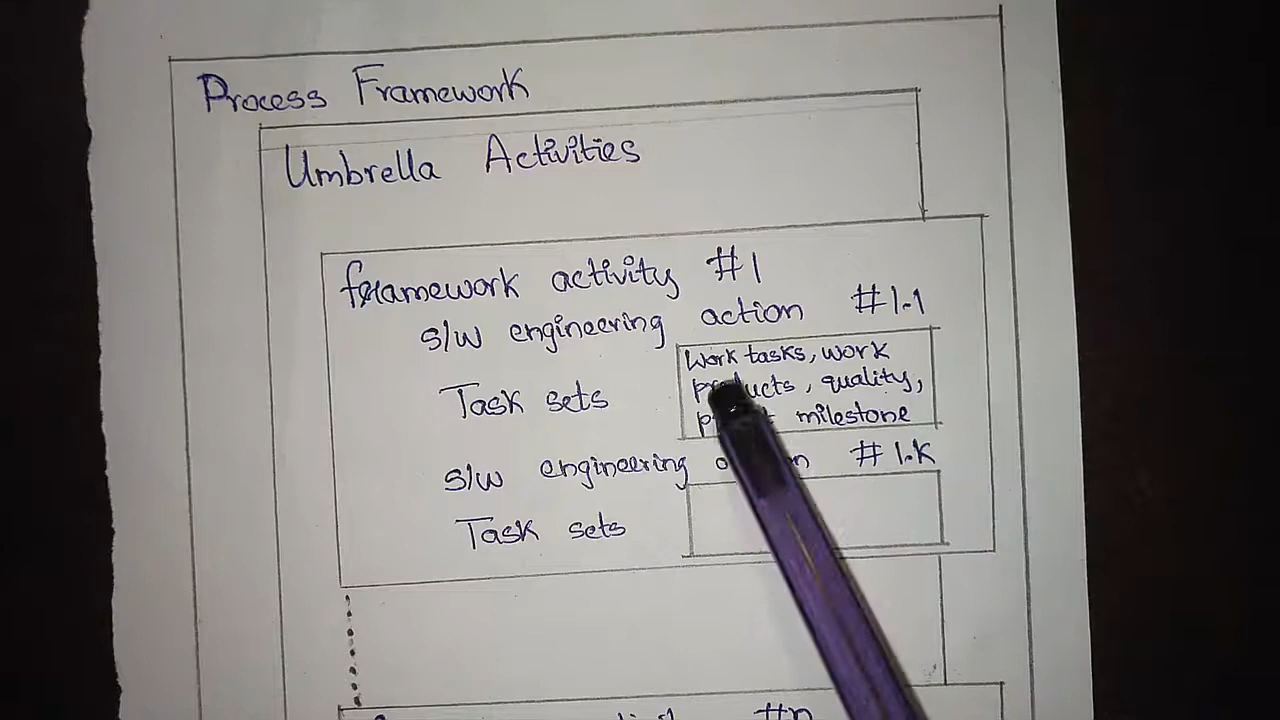 Process Framework
Umbrella Activities
framework activity #1
s/w engineering action #1.1
Work tasks, work
Task sets
products, quality,
milestone
s/w engineering #1.K
Task sets
#n